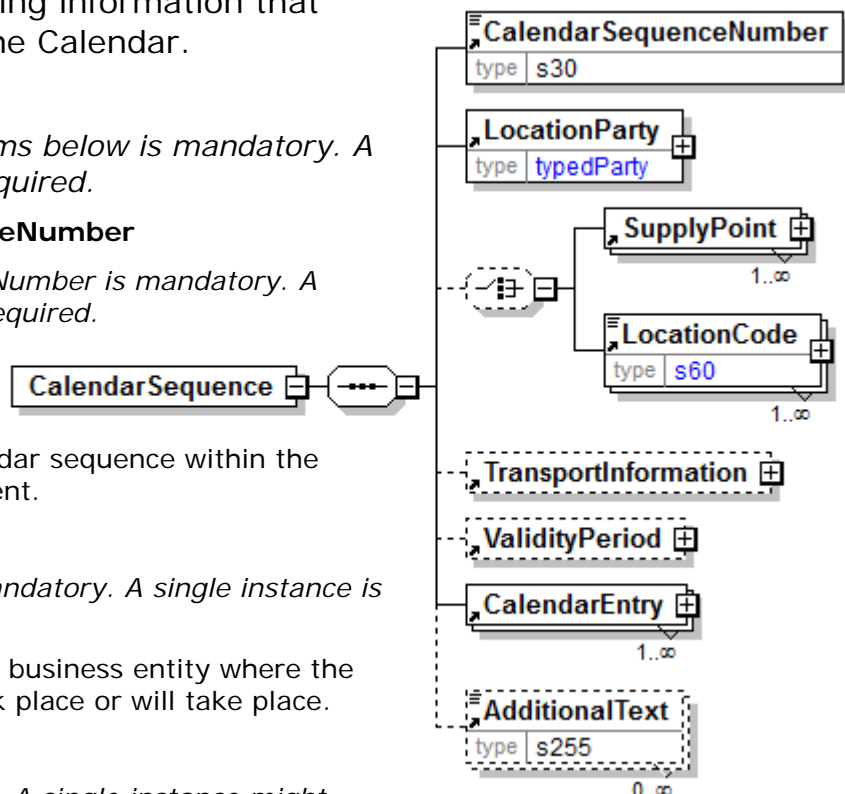 ing information that
ne Calendar.
ms below is mandatory. A
quired.
eNumber
Number is mandatory. A
equired.
dar sequence within the
ent.
andatory. A single instance is
business entity where the
k place or will take place.
A single instance might
CalendarSequence
CalendarSequenceNumber
type s30
LocationParty
type typedParty
SupplyPoint
1..∞
LocationCode
type s60
1..∞
TransportInformation
ValidityPeriod
CalendarEntry
1..∞
AdditionalText
type s255
0..∞